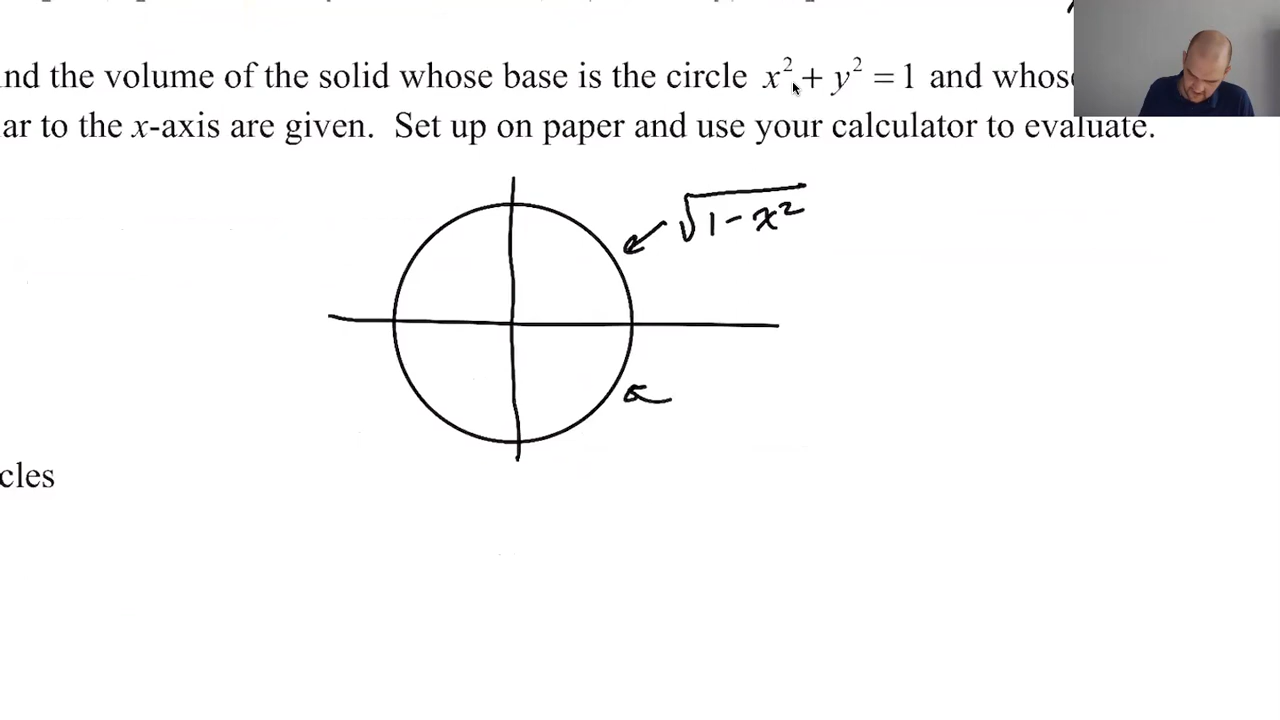 nd the volume of the solid whose base is the circle x² + y² = 1 and whos
ar to the x-axis are given. Set up on paper and use your calculator to evaluate.
√(1-x²)
cles